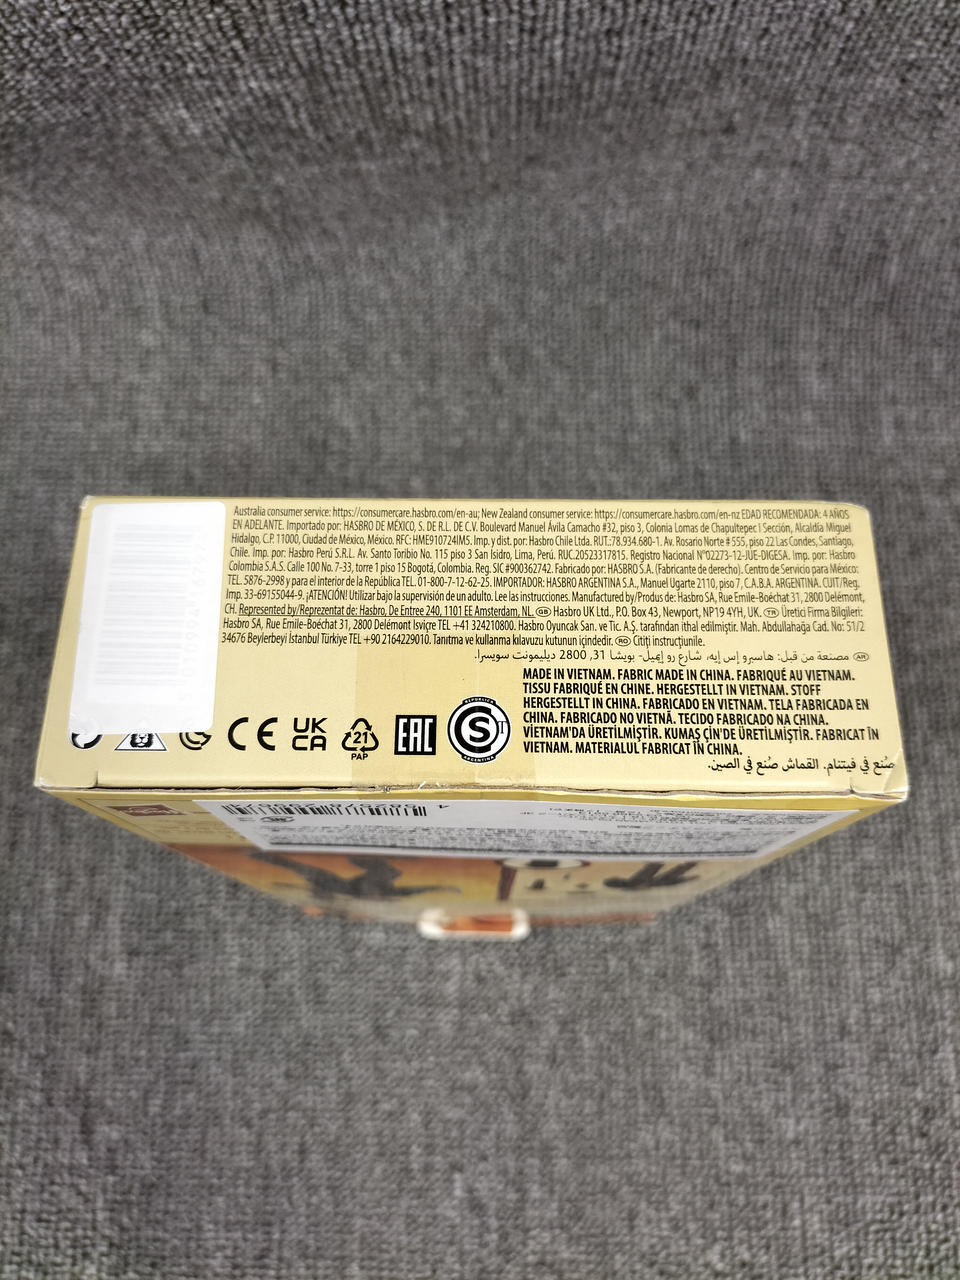 Australia consumer service: https://consumercare.hasbro.com/en-au; New Zealand consumer service: https://consumercare.hasbro.com/en-nz EDAD RECOMENDADA: 4 AÑOS
EN ADELANTE. Importado por: HASBRO DE MÉXICO, S. DE R.L. DE C.V. Boulevard Manuel Ávila Camacho #32, piso 3, Colonia Lomas de Chapultepec I Sección, Alcaldía Miguel
Hidalgo, C.P. 11000, Ciudad de México, México. RFC: HME910724IM5. Imp. y dist. por: Hasbro Chile Ltda. RUT.:78.934.680-1. Av. Rosario Norte # 555, piso 22 Las Condes, Santiago,
Chile. Imp. por: Hasbro Perú S.R.L. Av. Santo Toribio No. 115 piso 3 San Isidro, Lima, Perú. RUC.20523317815. Registro Nacional N°02273-12-JUE-DIGESA. Imp. por: Hasbro
Colombia S.A.S. Calle 100 No. 7-33, torre 1 piso 15 Bogotá, Colombia. Reg. SIC #900362742. Fabricado por: HASBRO S.A. (Fabricante de derecho). Centro de Servicio para México:
TEL. 5876-2998 y para el interior de la República TEL. 01-800-7-12-62-25. IMPORTADOR: HASBRO ARGENTINA S.A., Manuel Ugarte 2110, piso 7, C.A.B.A. ARGENTINA. CUIT/Reg.
Imp. 33-69155044-9. ¡ATENCIÓN! Utilizar bajo la supervisión de un adulto. Lee las instrucciones. Manufactured by/Produs de: Hasbro SA, Rue Emile-Boéchat 31, 2800 Delémont,
CH. Represented by/Reprezentat de: Hasbro, De Entree 240, 1101 EE Amsterdam, NL. GB Hasbro UK Ltd., P.O. Box 43, Newport, NP19 4YH, UK. TR Üretici Firma Bilgileri:
Hasbro SA, Rue Emile-Boéchat 31, 2800 Delémont Isviçre TEL +41 324210800. Hasbro Oyuncak San. ve Tic. A.Ş. tarafından ithal edilmiştir. Mah. Abdullahağa Cad. No: 51/2
34676 Beylerbeyi İstanbul Türkiye TEL +90 2164229010. Tanıtma ve kullanma kılavuzu kutunun içindedir. RO Citiţi instrucţiunile.
AR مصنعة من قبل: هاسبرو إس إيه، شارع رو إيميل- بويشا 31, 2800 ديليمونت سويسرا.
MADE IN VIETNAM. FABRIC MADE IN CHINA. FABRIQUÉ AU VIETNAM.
TISSU FABRIQUÉ EN CHINE. HERGESTELLT IN VIETNAM. STOFF
HERGESTELLT IN CHINA. FABRICADO EN VIETNAM. TELA FABRICADA EN
CHINA. FABRICADO NO VIETNÃ. TECIDO FABRICADO NA CHINA.
VİETNAM'DA ÜRETİLMİŞTİR. KUMAŞ ÇİN'DE ÜRETİLMİŞTİR. FABRICAT ÎN
VIETNAM. MATERIALUL FABRICAT ÎN CHINA.
صُنع في فيتنام. القماش صُنع في الصين.
CE
UK
CA
21
PAP
EAC
REPUBLICA
S
ARGENTINA